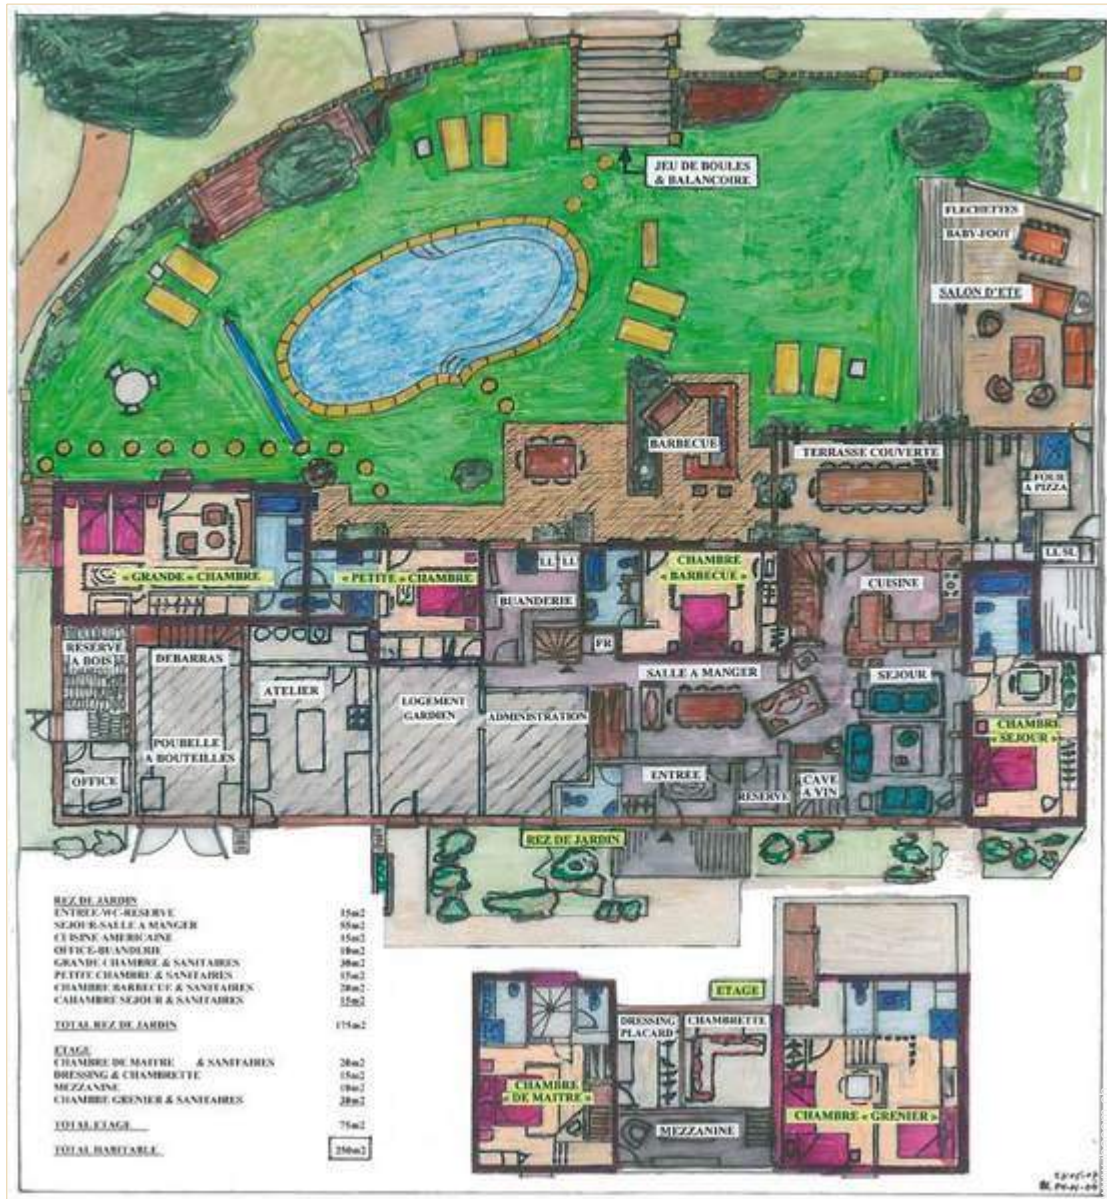 JEU DE BOULES
& BALANCOIRE
FLECHETTES
BABY-FOOT
SALON D'ETE
BARBECUE
TERRASSE COUVERTE
FOUR
A PIZZA
« GRANDE » CHAMBRE
« PETITE » CHAMBRE
LL
LL
BUANDERIE
CHAMBRE
« BARBECUE »
CUISINE
LL SL
RESERVE
A BOIS
DEBARRAS
ATELIER
FR
SALLE A MANGER
SEJOUR
LOGEMENT
GARDIEN
ADMINISTRATION
CHAMBRE
« SEJOUR »
POUBELLE
A BOUTEILLES
OFFICE
ENTREE
RESERVE
CAVE
A VIN
REZ DE JARDIN
REZ DE JARDIN
ENTREE-WC-RESERVE 15m2
SEJOUR-SALLE A MANGER 55m2
CUISINE AMERICAINE 15m2
OFFICE-BUANDERIE 10m2
GRANDE CHAMBRE & SANITAIRES 30m2
PETITE CHAMBRE & SANITAIRES 15m2
CHAMBRE BARBECUE & SANITAIRES 20m2
CAHAMBRE SEJOUR & SANITAIRES 15m2
TOTAL REZ DE JARDIN 175m2
ETAGE
CHAMBRE DE MAITRE & SANITAIRES 20m2
DRESSING & CHAMBRETTE 15m2
MEZZANINE 10m2
CHAMBRE GRENIER & SANITAIRES 30m2
TOTAL ETAGE 75m2
TOTAL HABITABLE 250m2
ETAGE
DRESSING
PLACARD
CHAMBRETTE
CHAMBRE
DE MAITRE »
CHAMBRE « GRENIER »
MEZZANINE